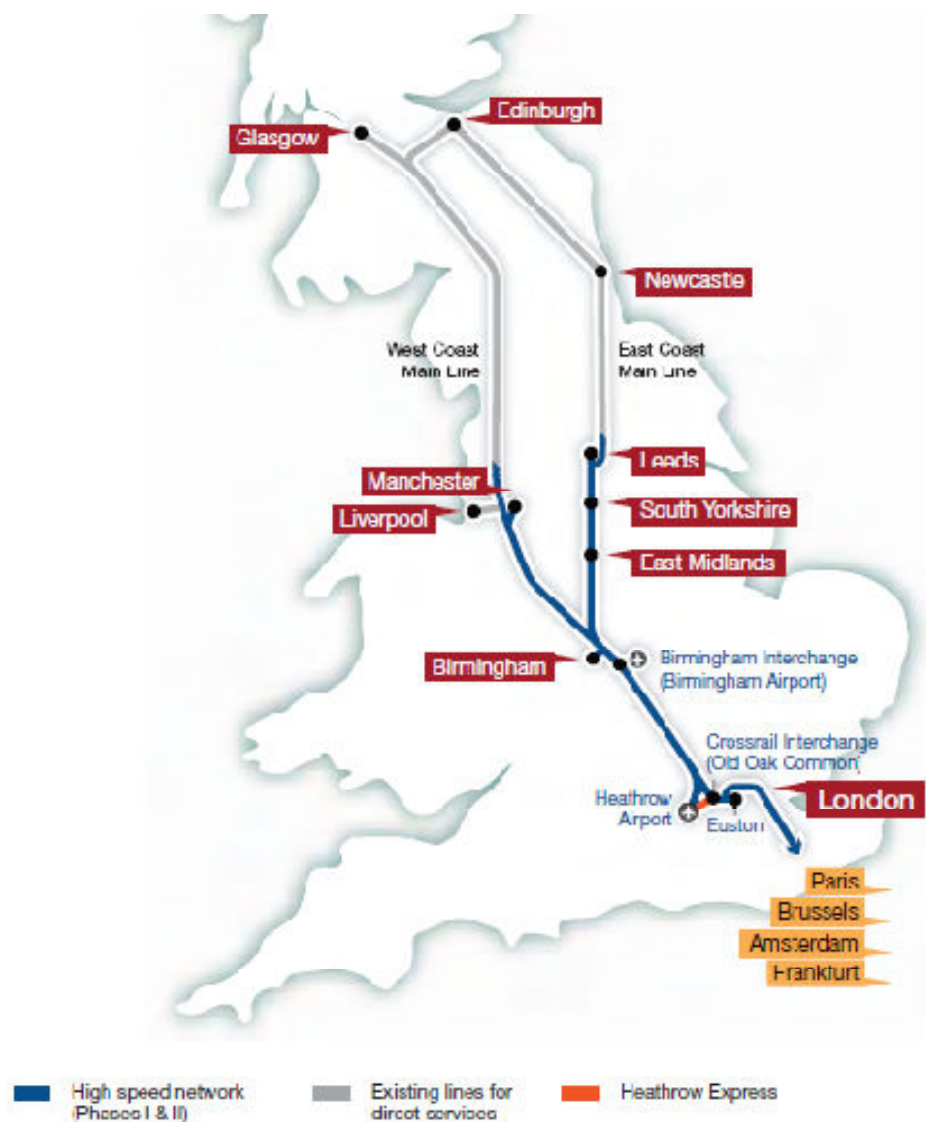 Edinburgh
Glasgow
Newcastle
West Coast
Main Line
East Coast
Main Line
Leeds
Manchester
South Yorkshire
Liverpool
East Midlands
Birmingham
Birmingham Interchange
(Birmingham Airport)
Crossrail Interchange
(Old Oak Common)
London
Heathrow
Airport
Euston
Paris
Brussels
Amsterdam
Frankfurt
High speed network
(Phases I & II)
Existing lines for
direct services
Heathrow Express